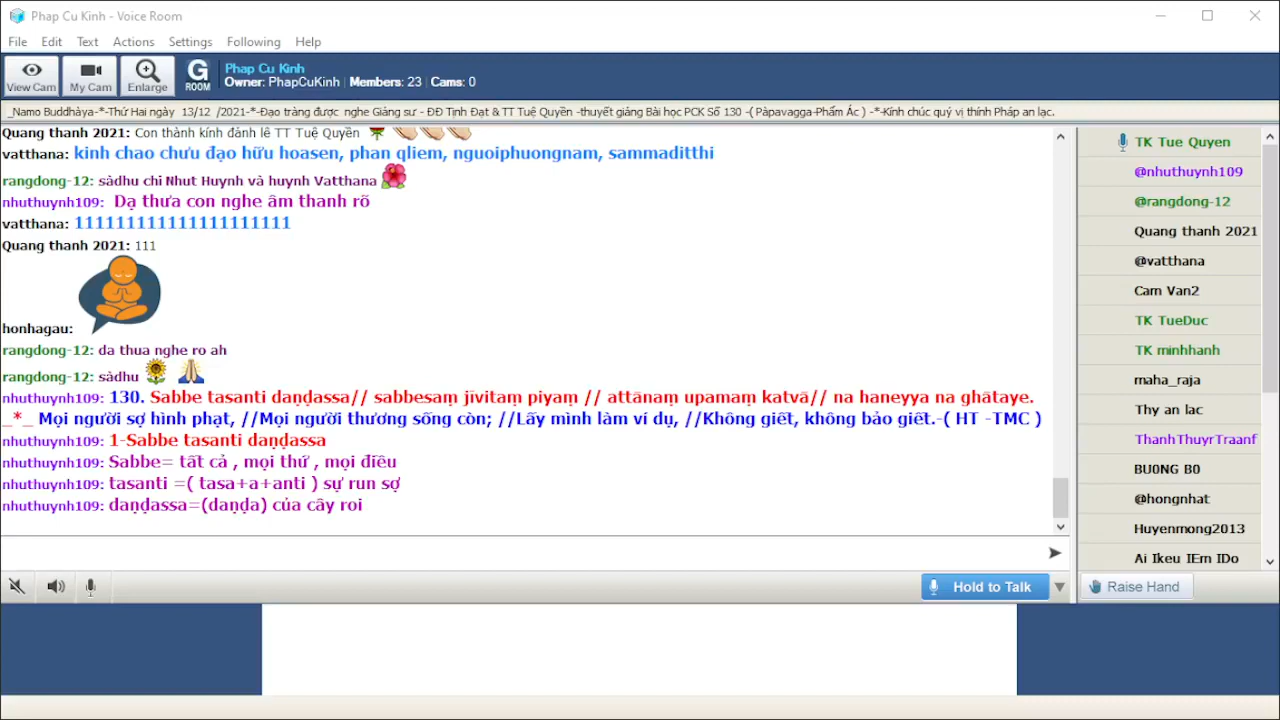 Phap Cu Kinh - Voice Room
File Edit Text Actions Settings Following Help
View Cam My Cam Enlarge G ROOM
Phap Cu Kinh
Owner: PhapCuKinh | Members: 23 | Cams: 0
_Namo Buddhàya-*-Thứ Hai ngày 13/12 /2021-*-Đạo tràng được nghe Giảng sư - ĐĐ Tịnh Đạt & TT Tuệ Quyền -thuyết giảng Bài học PCK Số 130 -( Pàpavagga-Phẩm Ác ) -*-Kính chúc quý vị thính Pháp an lạc.
Quang thanh 2021: Con thành kính đảnh lễ TT Tuệ Quyền
vatthana: kinh chao chưu đạo hữu hoasen, phan qliem, nguoiphuongnam, sammaditthi
rangdong-12: sàdhu chi Nhut Huynh và huynh Vatthana
nhuthuynh109: Dạ thưa con nghe âm thanh rõ
vatthana: 111111111111111111111
Quang thanh 2021: 111
honhagau:
rangdong-12: da thua nghe ro ah
rangdong-12: sàdhu
nhuthuynh109: 130. Sabbe tasanti daṇḍassa// sabbesaṃ jīvitaṃ piyaṃ // attānaṃ upamaṃ katvā// na haneyya na ghātaye.
_*_ Mọi người sợ hình phạt, //Mọi người thương sống còn; //Lấy mình làm ví dụ, //Không giết, không bảo giết.-( HT -TMC )
nhuthuynh109: 1-Sabbe tasanti daṇḍassa
nhuthuynh109: Sabbe= tất cả , mọi thứ , mọi điều
nhuthuynh109: tasanti =( tasa+a+anti ) sự run sợ
nhuthuynh109: daṇḍassa=(daṇḍa) của cây roi
TK Tue Quyen
@nhuthuynh109
@rangdong-12
Quang thanh 2021
@vatthana
Cam Van2
TK TueDuc
TK minhhanh
maha_raja
Thy an lac
ThanhThuyrTraanf
BU0NG B0
@hongnhat
Huyenmong2013
Ai Ikeu IEm IDo
Hold to Talk
Raise Hand